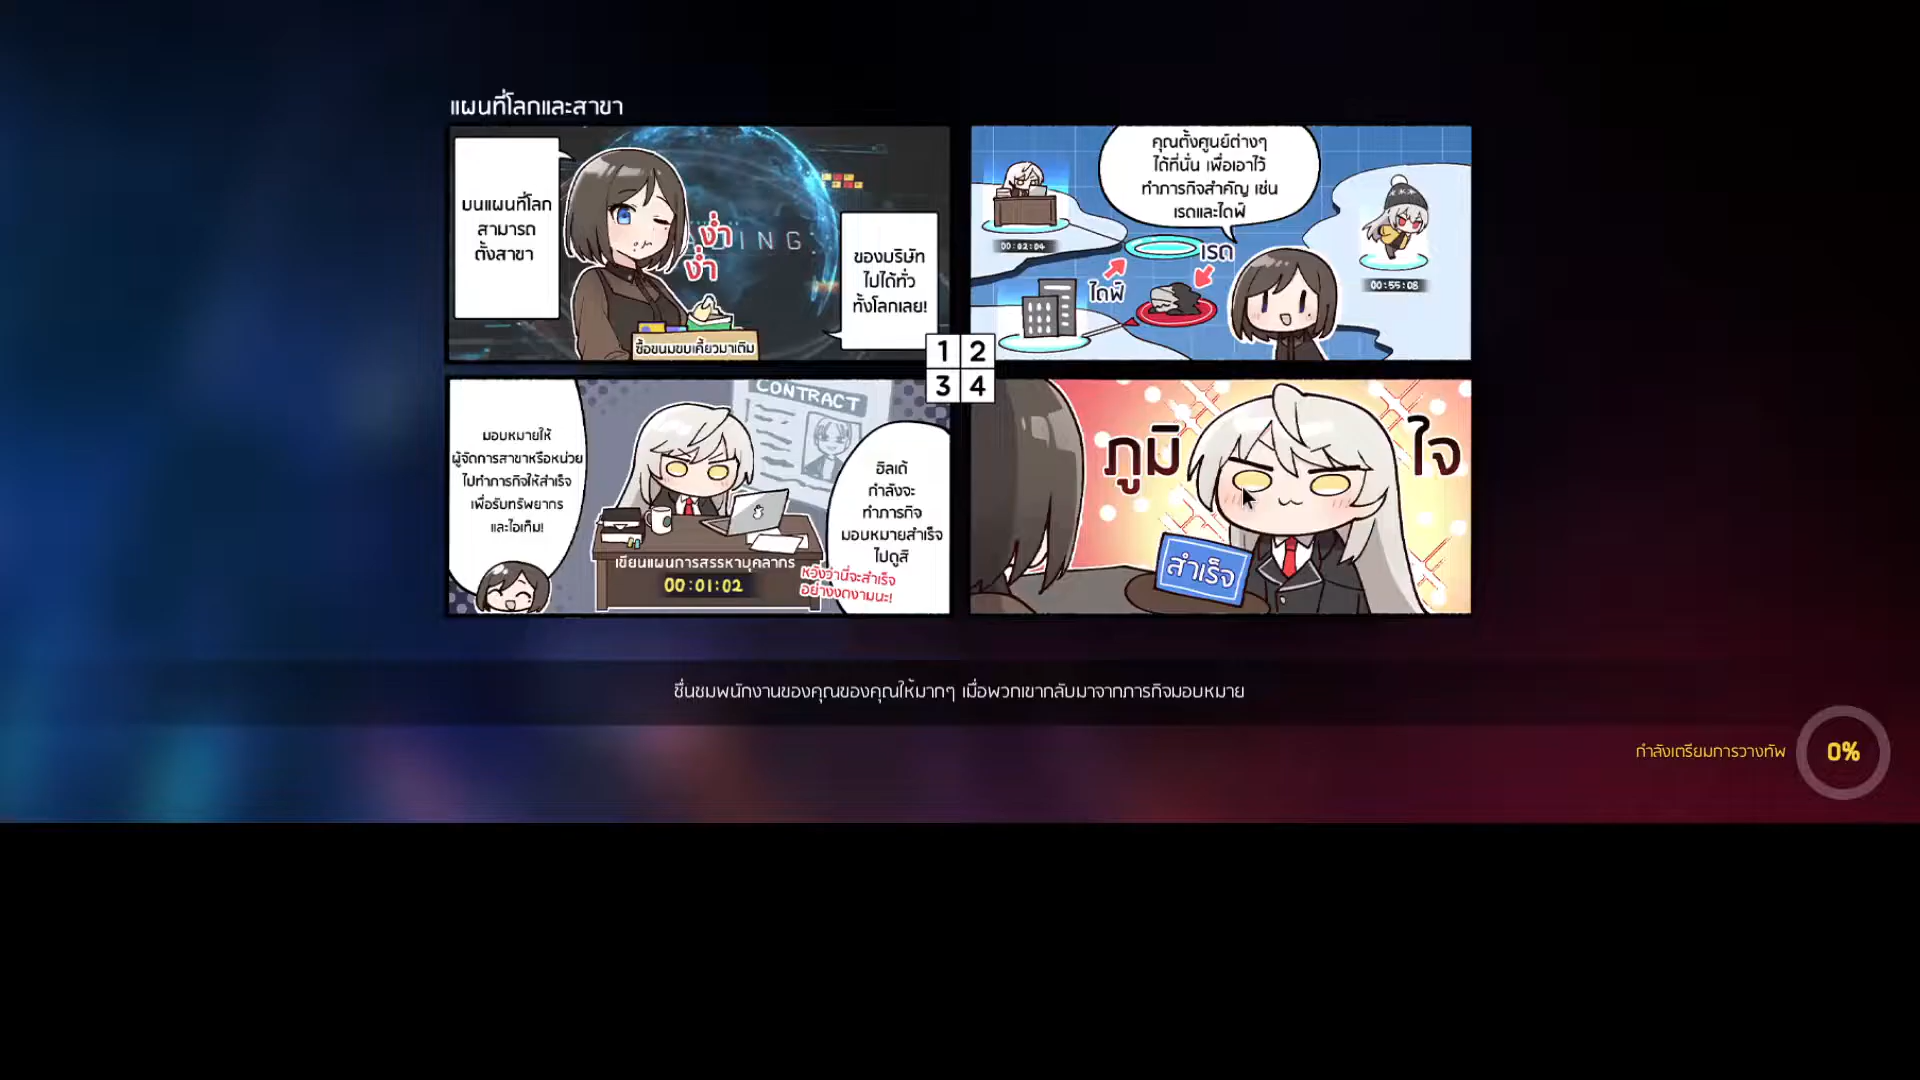 แผนที่โลกและสาขา
บนแผนที่โลก
สามารถ
ตั้งสาขา
ง่ำ
ง่ำ
ของบริษัท
ไปได้ทั่ว
ทั้งโลกเลย!
ซื้อขนมขบเคี้ยวมาเติม
คุณตั้งศูนย์ต่างๆ
ได้ที่นั่น เพื่อเอาไว้
ทำภารกิจสำคัญ เช่น
เรดและไดฟ์
00:02:04
เรด
ไดฟ์
00:55:08
1 2
3 4
มอบหมายให้
ผู้จัดการสาขาหรือหน่วย
ไปทำภารกิจให้สำเร็จ
เพื่อรับทรัพยากร
และไอเท็ม!
CONTRACT
ฮิลเด้
กำลังจะ
ทำภารกิจ
มอบหมายสำเร็จ
ไปดูสิ
เขียนแผนการสรรหาบุคลากร
00:01:02
หวังว่านี่จะสำเร็จ
อย่างงดงามนะ!
ภูมิ
ใจ
สำเร็จ
ชื่นชมพนักงานของคุณของคุณให้มากๆ เมื่อพวกเขากลับมาจากภารกิจมอบหมาย
กำลังเตรียมการวางทัพ
0%